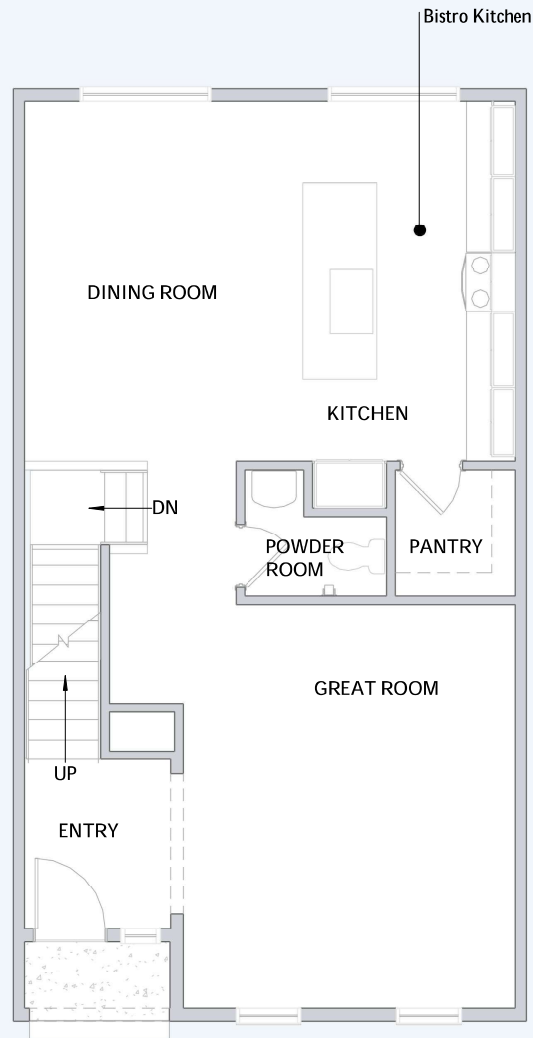 Bistro Kitchen
DINING ROOM
KITCHEN
DN
POWDER
ROOM
PANTRY
GREAT ROOM
UP
ENTRY